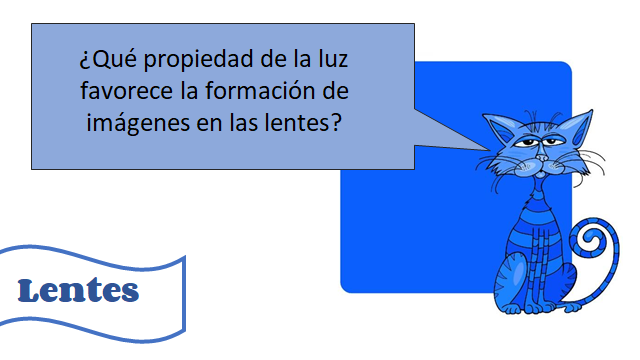 ¿Qué propiedad de la luz
favorece la formación de
imágenes en las lentes?
Lentes